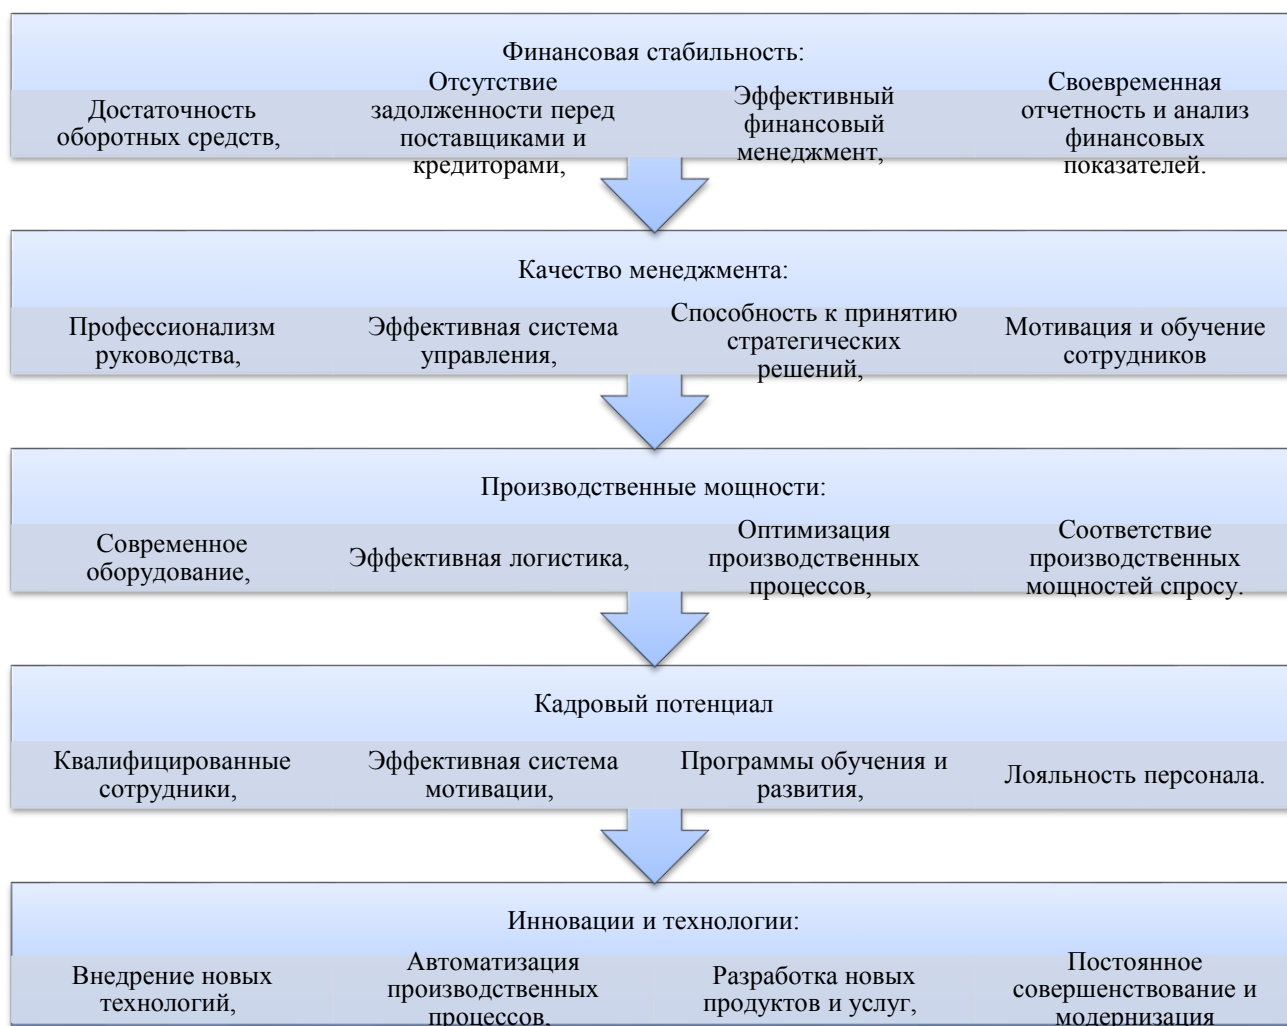 Финансовая стабильность:
Достаточность
оборотных средств,
Отсутствие
задолженности перед
поставщиками и
кредиторами,
Эффективный
финансовый
менеджмент,
Своевременная
отчетность и анализ
финансовых
показателей.
Качество менеджмента:
Профессионализм
руководства,
Эффективная система
управления,
Способность к принятию
стратегических
решений,
Мотивация и обучение
сотрудников
Производственные мощности:
Современное
оборудование,
Эффективная логистика,
Оптимизация
производственных
процессов,
Соответствие
производственных
мощностей спросу.
Кадровый потенциал
Квалифицированные
сотрудники,
Эффективная система
мотивации,
Программы обучения и
развития,
Лояльность персонала.
Инновации и технологии:
Внедрение новых
технологий,
Автоматизация
производственных
процессов,
Разработка новых
продуктов и услуг,
Постоянное
совершенствование и
модернизация